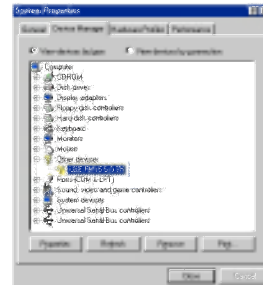 System Properties
General Device Manager Hardware Profiles Performance
View devices by type View devices by connection
Computer
CDROM
Disk drives
Display adapters
Floppy disk controllers
Hard disk controllers
Keyboard
Monitors
Mouse
Other devices
Ports (COM & LPT)
Sound, video and game controllers
System devices
Universal Serial Bus controllers
Universal Serial Bus controllers
Properties Refresh Remove Print...
Close Cancel